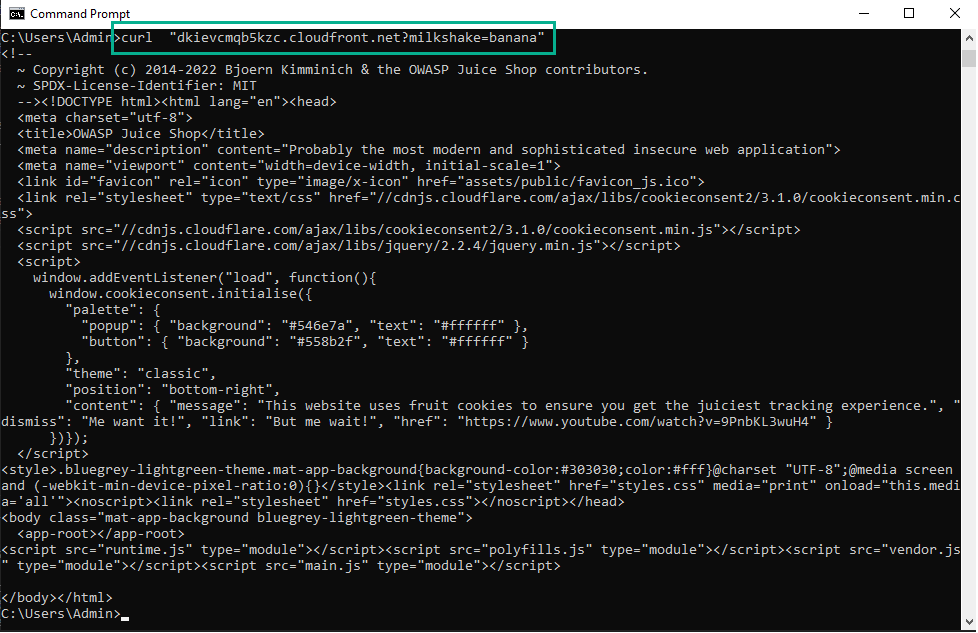 Command Prompt
C:\Users\Admin>curl  "dkievcmqb5kzc.cloudfront.net?milkshake=banana"
<!--
  ~ Copyright (c) 2014-2022 Bjoern Kimminich & the OWASP Juice Shop contributors.
  ~ SPDX-License-Identifier: MIT
  --><!DOCTYPE html><html lang="en"><head>
  <meta charset="utf-8">
  <title>OWASP Juice Shop</title>
  <meta name="description" content="Probably the most modern and sophisticated insecure web application">
  <meta name="viewport" content="width=device-width, initial-scale=1">
  <link id="favicon" rel="icon" type="image/x-icon" href="assets/public/favicon_js.ico">
  <link rel="stylesheet" type="text/css" href="//cdnjs.cloudflare.com/ajax/libs/cookieconsent2/3.1.0/cookieconsent.min.c
ss">
  <script src="//cdnjs.cloudflare.com/ajax/libs/cookieconsent2/3.1.0/cookieconsent.min.js"></script>
  <script src="//cdnjs.cloudflare.com/ajax/libs/jquery/2.2.4/jquery.min.js"></script>
  <script>
    window.addEventListener("load", function(){
      window.cookieconsent.initialise({
        "palette": {
          "popup": { "background": "#546e7a", "text": "#ffffff" },
          "button": { "background": "#558b2f", "text": "#ffffff" }
        },
        "theme": "classic",
        "position": "bottom-right",
        "content": { "message": "This website uses fruit cookies to ensure you get the juiciest tracking experience.", "
dismiss": "Me want it!", "link": "But me wait!", "href": "https://www.youtube.com/watch?v=9PnbKL3wuH4" }
      })});
  </script>
<style>.bluegrey-lightgreen-theme.mat-app-background{background-color:#303030;color:#fff}@charset "UTF-8";@media screen
and (-webkit-min-device-pixel-ratio:0){}</style><link rel="stylesheet" href="styles.css" media="print" onload="this.medi
a='all'"><noscript><link rel="stylesheet" href="styles.css"></noscript></head>
<body class="mat-app-background bluegrey-lightgreen-theme">
  <app-root></app-root>
<script src="runtime.js" type="module"></script><script src="polyfills.js" type="module"></script><script src="vendor.js
" type="module"></script><script src="main.js" type="module"></script>
</body></html>
C:\Users\Admin>